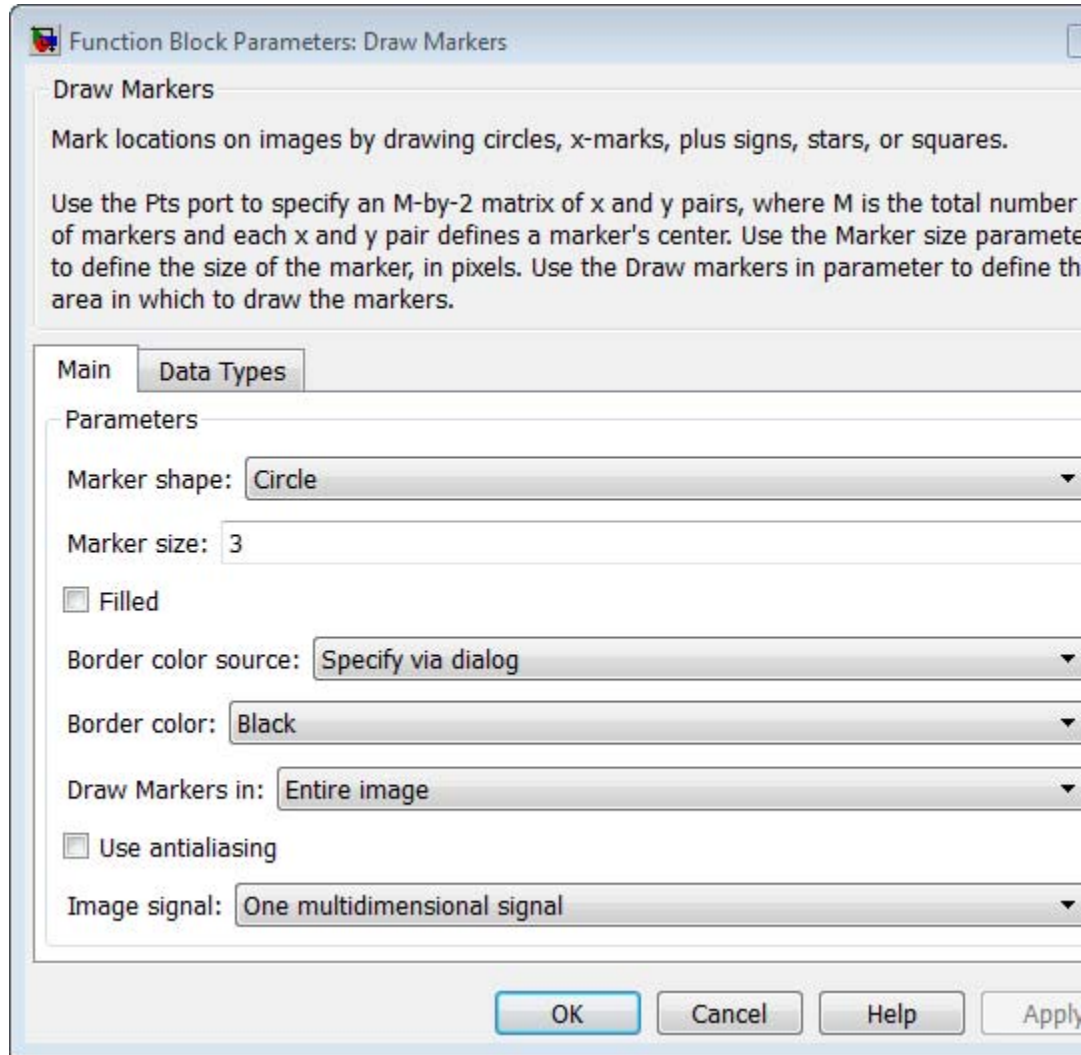 Function Block Parameters: Draw Markers
Draw Markers
Mark locations on images by drawing circles, x-marks, plus signs, stars, or squares.
Use the Pts port to specify an M-by-2 matrix of x and y pairs, where M is the total number
of markers and each x and y pair defines a marker's center. Use the Marker size paramete
to define the size of the marker, in pixels. Use the Draw markers in parameter to define th
area in which to draw the markers.
Main Data Types
Parameters
Marker shape: Circle
Marker size: 3
Filled
Border color source: Specify via dialog
Border color: Black
Draw Markers in: Entire image
Use antialiasing
Image signal: One multidimensional signal
OK Cancel Help Apply